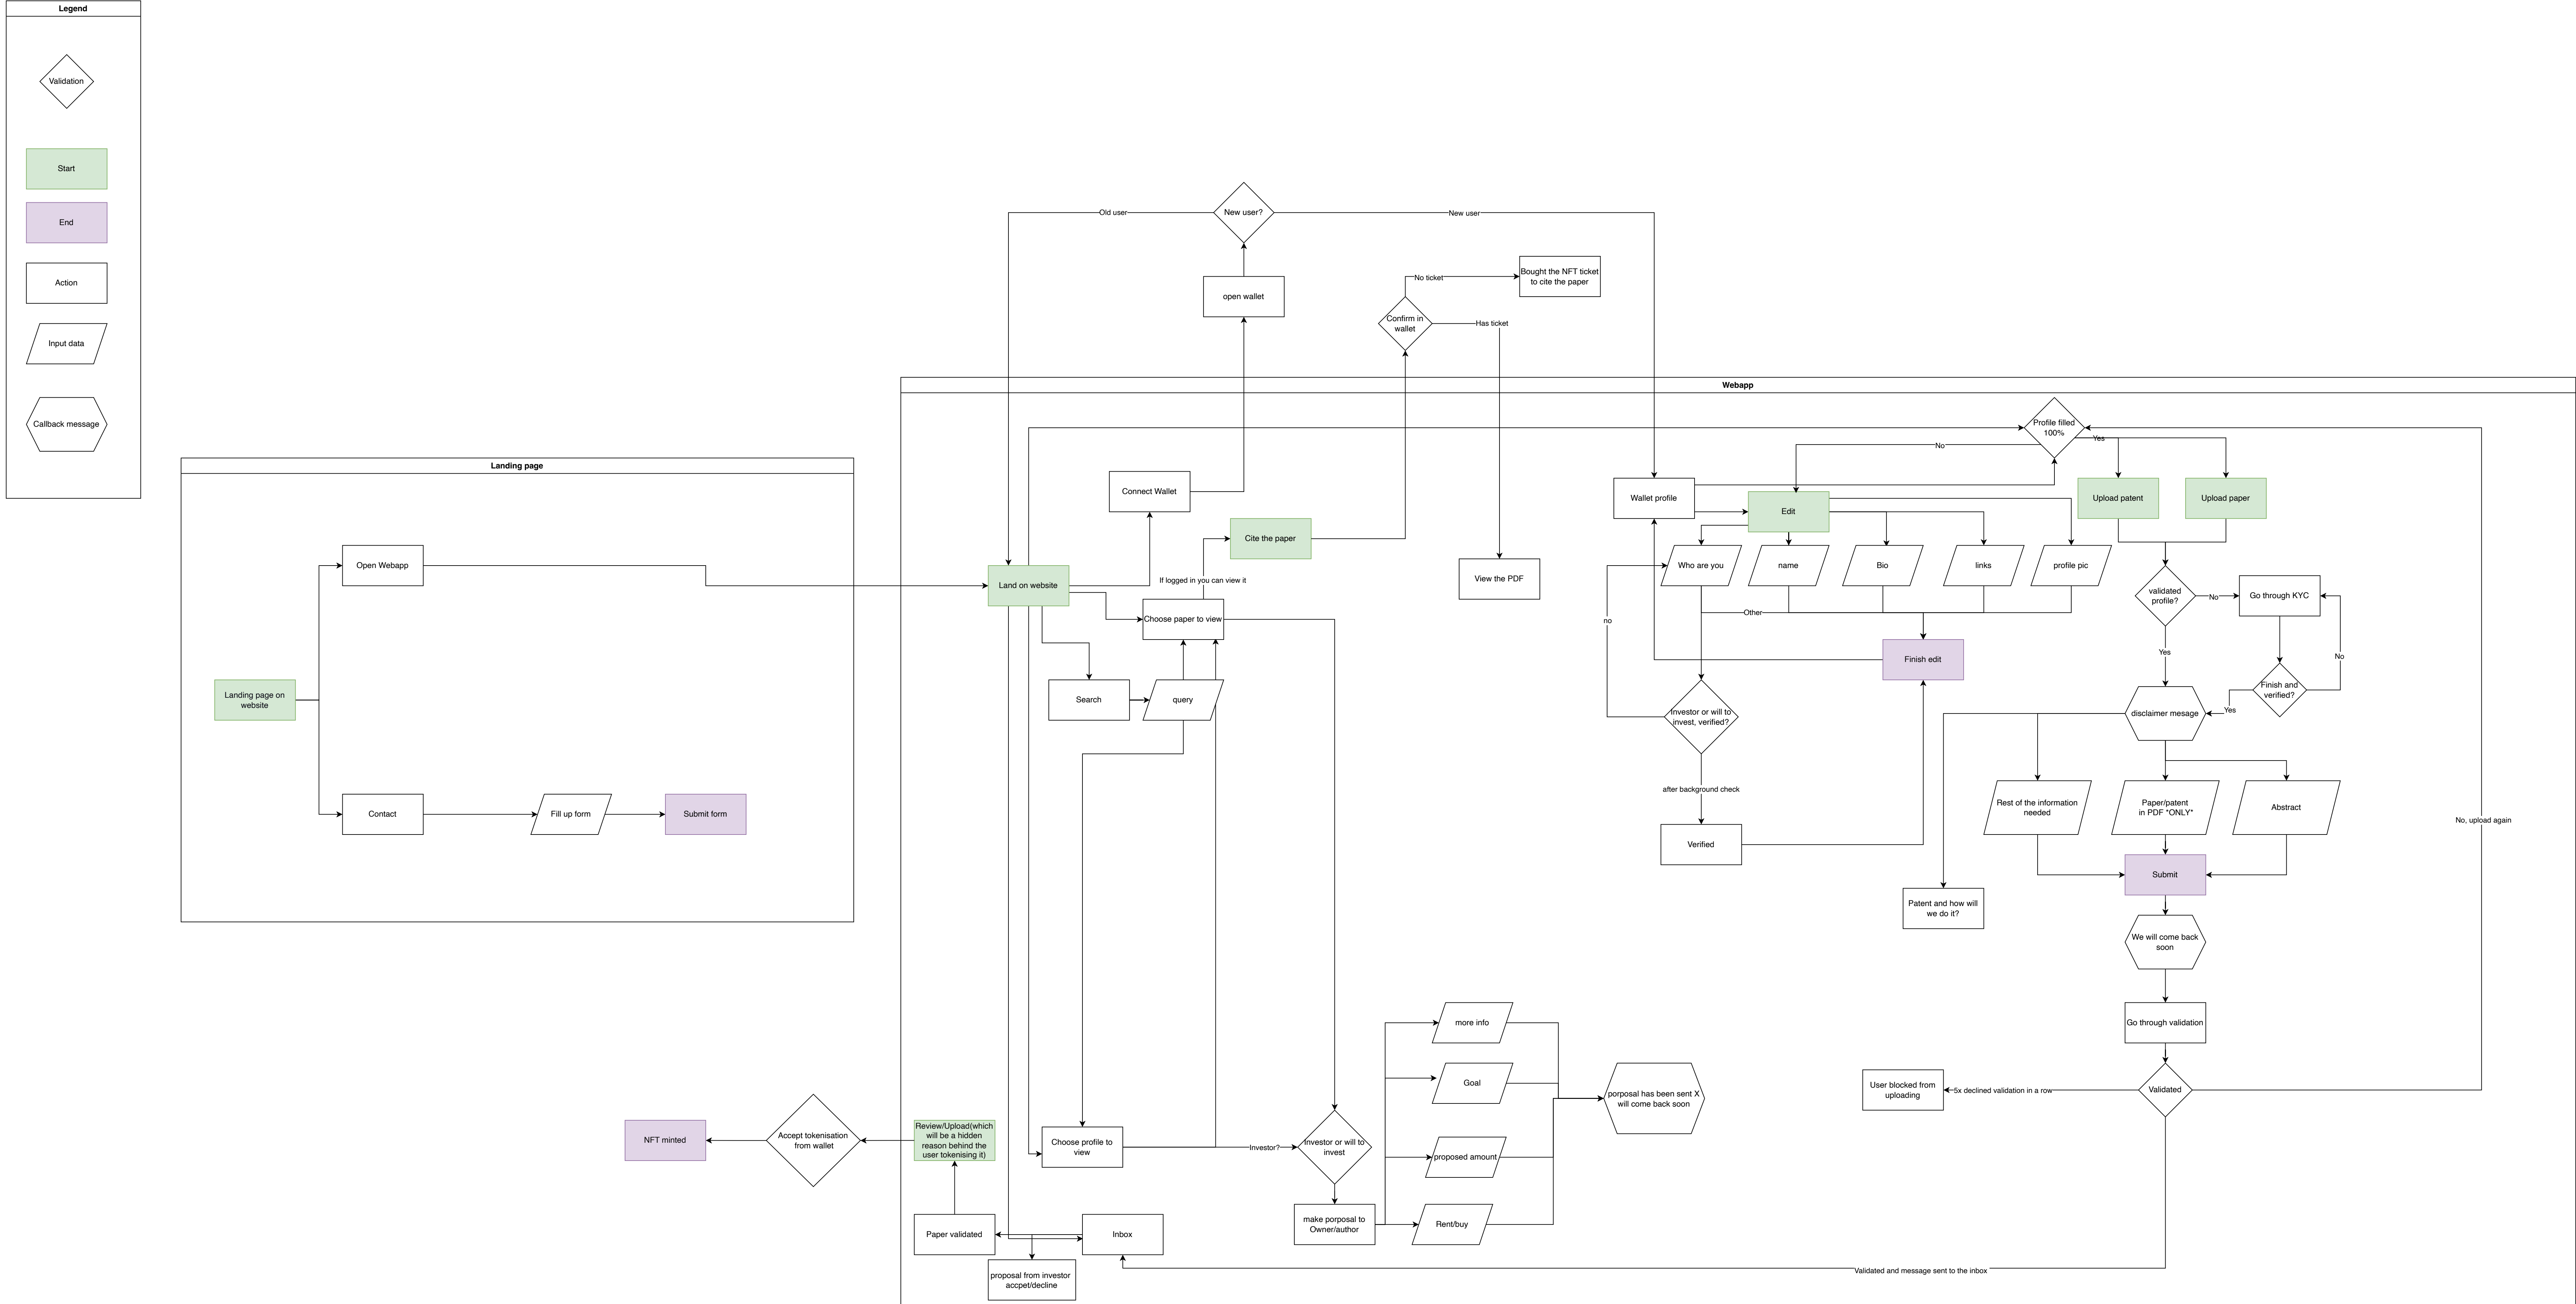 Legend
Validation
Start
End
Action
Input data
Callback message
Landing page
Landing page on
website
Open Webapp
Contact
Fill up form
Submit form
Old user
New user?
New user
open wallet
No ticket
Bought the NFT ticket
to cite the paper
Confirm in
wallet
Has ticket
Webapp
Connect Wallet
Cite the paper
If logged in you can view it
Land on website
Choose paper to view
View the PDF
Search
query
Profile filled
100%
Yes
No
Wallet profile
Edit
Upload patent
Upload paper
Who are you
name
Bio
links
profile pic
Other
no
Finish edit
Investor or will to
invest, verified?
after background check
Verified
validated
profile?
No
Go through KYC
Yes
No
Finish and
verified?
Yes
disclaimer mesage
Rest of the information
needed
Paper/patent
in PDF *ONLY*
Abstract
No, upload again
Submit
Patent and how will
we do it?
We will come back
soon
Go through validation
Validated
5x declined validation in a row
User blocked from
uploading
more info
Goal
proposed amount
Rent/buy
porposal has been sent X
will come back soon
Choose profile to
view
Investor?
Investor or will to
invest
make porposal to
Owner/author
NFT minted
Accept tokenisation
from wallet
Review/Upload(which
will be a hidden
reason behind the
user tokenising it)
Paper validated
Inbox
proposal from investor
accpet/decline
Validated and message sent to the inbox